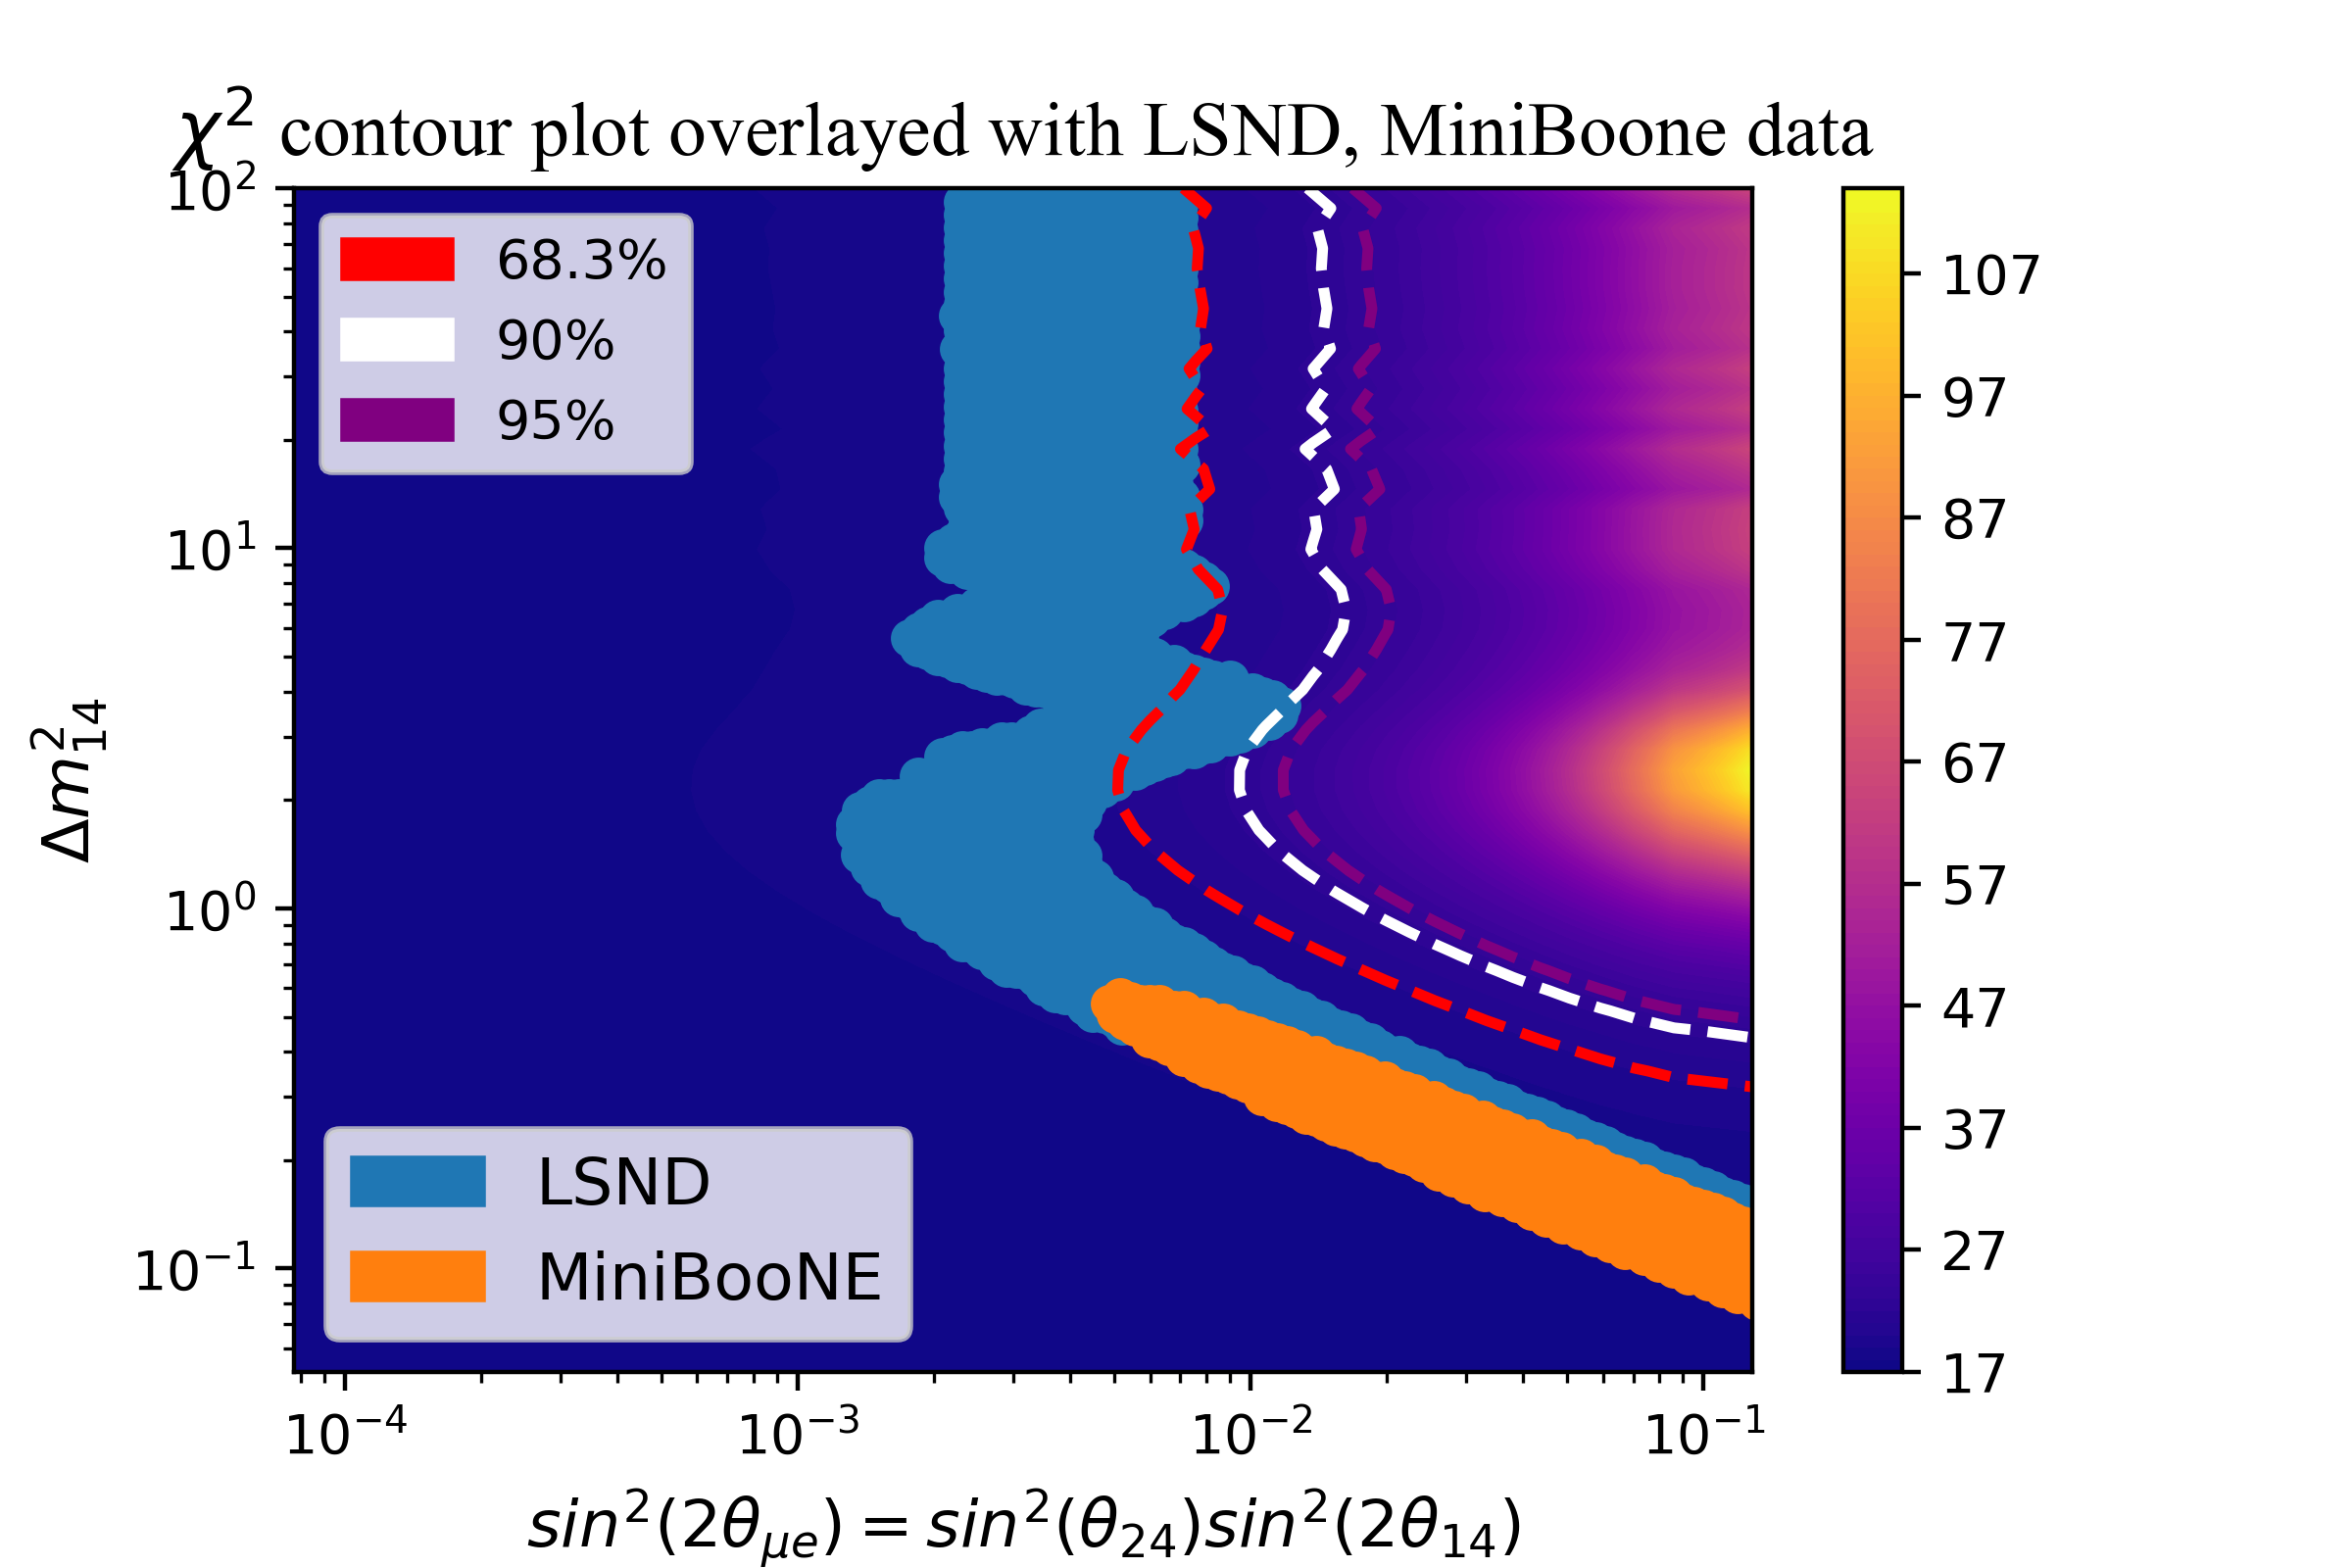 χ² contour plot overlayed with LSND, MiniBoone data
10²
10¹
10⁰
10⁻¹
Δm²₁₄
68.3%
90%
95%
LSND
MiniBooNE
10⁻⁴ 10⁻³ 10⁻² 10⁻¹
sin²(2θ_μe) = sin²(θ₂₄)sin²(2θ₁₄)
107
97
87
77
67
57
47
37
27
17